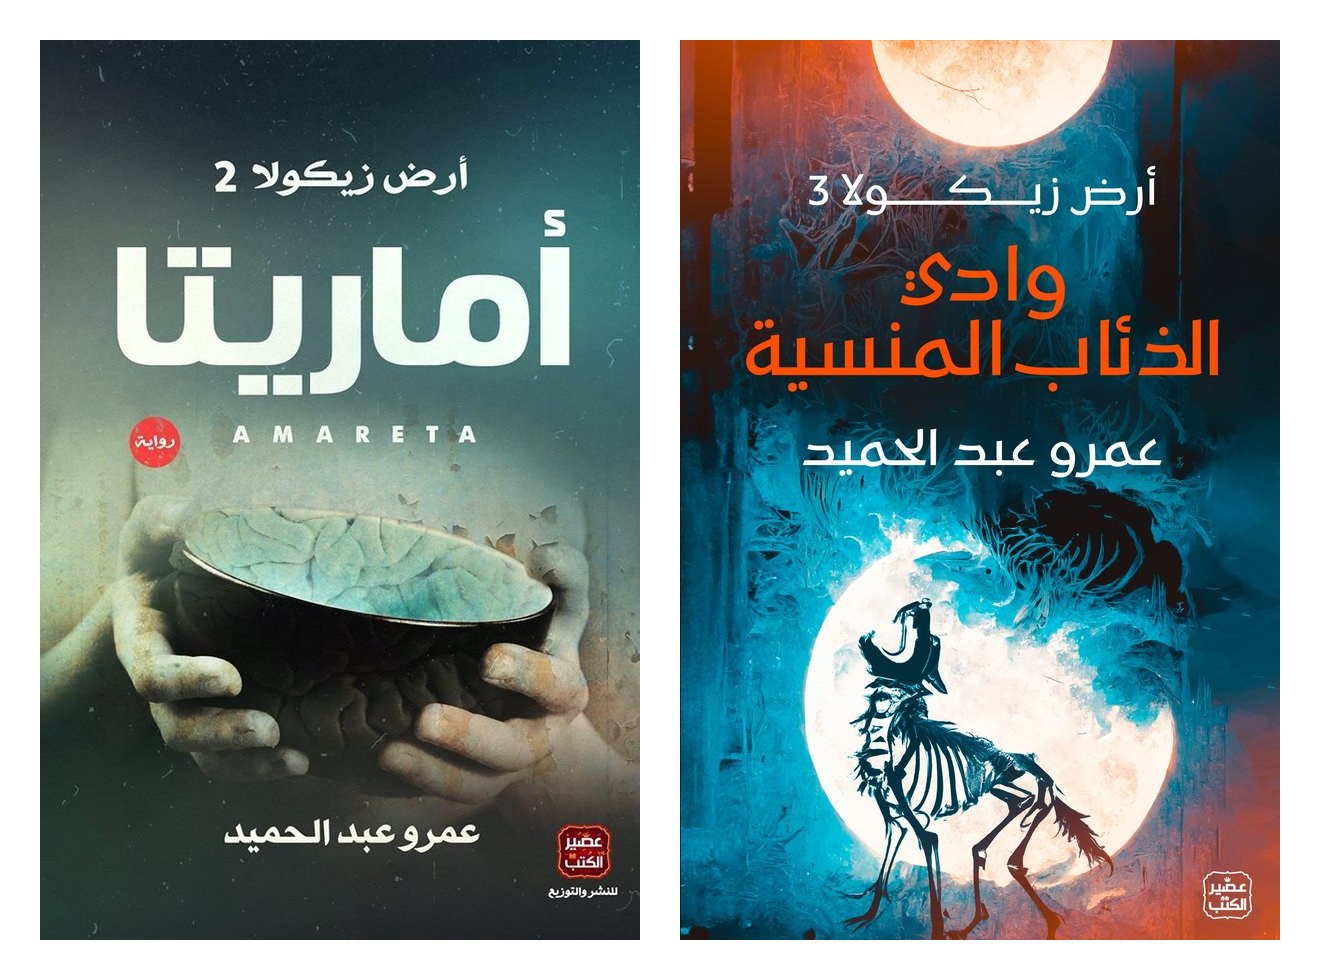 أرض زيكولا 2
أماريتا
AMARETA
رواية
عمرو عبد الحميد
عصير
الكتب
للنشر والتوزيع
أرض زيكولا 3
وادي
الذئاب المنسية
عمرو عبد الحميد
عصير
الكتب